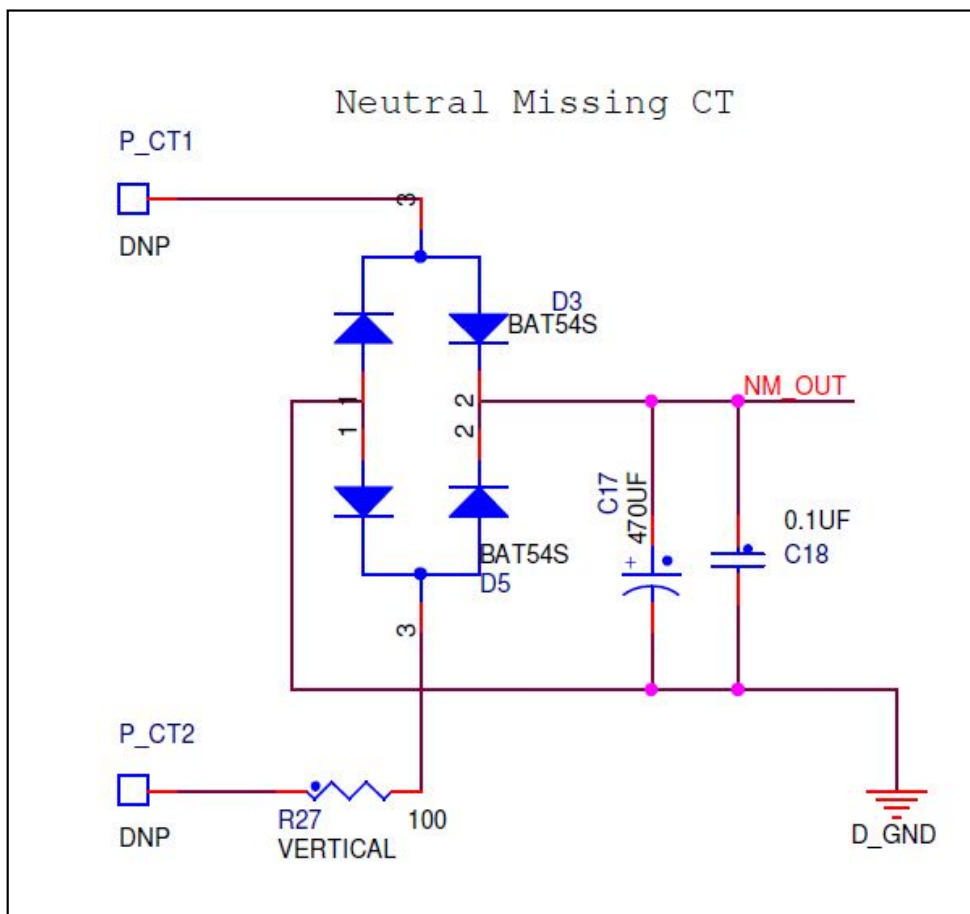 Neutral Missing CT
P_CT1
DNP
3
D3
BAT54S
NM_OUT
1
2
1
2
C17
470UF
+
0.1UF
C18
BAT54S
D5
3
P_CT2
DNP
R27
100
VERTICAL
D_GND